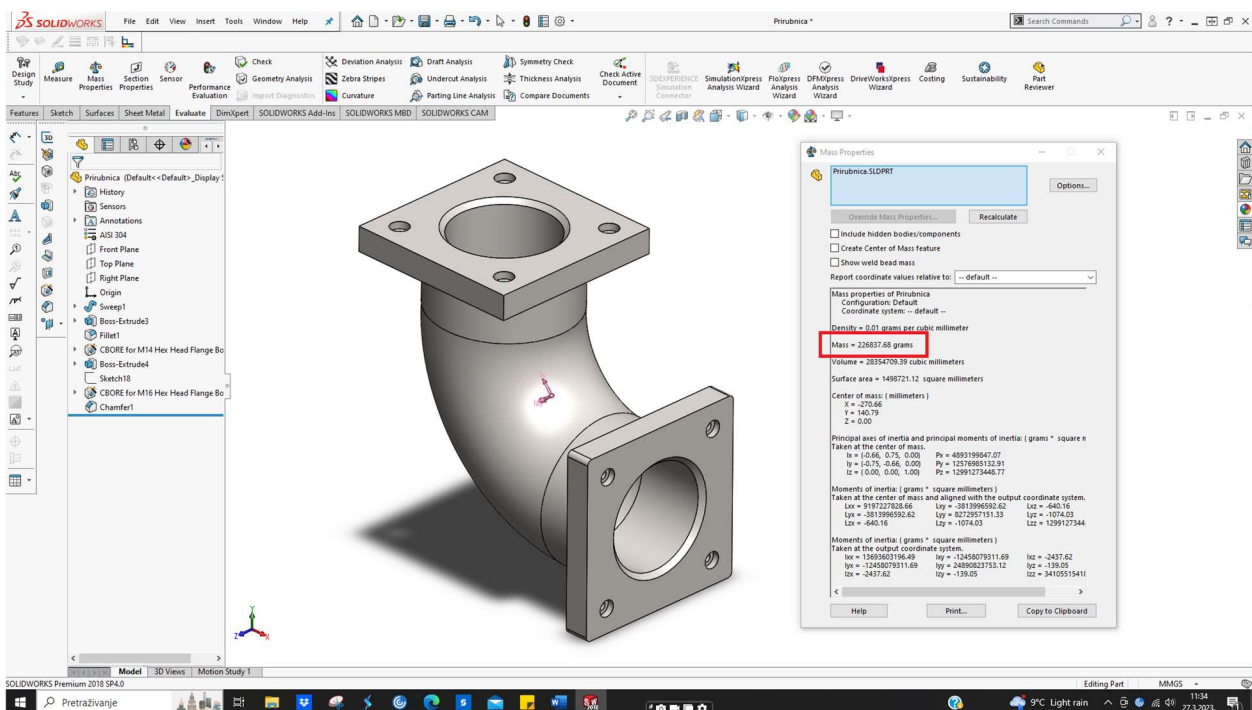 SOLIDWORKS File Edit View Insert Tools Window Help Prirubnica * Search Commands
Design Study
Measure
Mass Properties
Section Properties
Sensor
Performance Evaluation
Check
Geometry Analysis
Import Diagnostics
Deviation Analysis
Zebra Stripes
Curvature
Draft Analysis
Undercut Analysis
Parting Line Analysis
Symmetry Check
Thickness Analysis
Compare Documents
Check Active Document
3DEXPERIENCE Simulation Connector
SimulationXpress Analysis Wizard
FloXpress Analysis Wizard
DFMXpress Analysis Wizard
DriveWorksXpress Wizard
Costing
Sustainability
Part Reviewer
Features Sketch Surfaces Sheet Metal Evaluate DimXpert SOLIDWORKS Add-Ins SOLIDWORKS MBD SOLIDWORKS CAM
Prirubnica (Default<<Default>_Display S
History
Sensors
Annotations
AISI 304
Front Plane
Top Plane
Right Plane
Origin
Sweep1
Boss-Extrude3
Fillet1
CBORE for M14 Hex Head Flange Bo
Boss-Extrude4
Sketch18
CBORE for M16 Hex Head Flange Bo
Chamfer1
Mass Properties
Prirubnica.SLDPRT
Options...
Override Mass Properties... Recalculate
Include hidden bodies/components
Create Center of Mass feature
Show weld bead mass
Report coordinate values relative to: -- default --
Mass properties of Prirubnica
Configuration: Default
Coordinate system: -- default --
Density = 0.01 grams per cubic millimeter
Mass = 226837.68 grams
Volume = 28354709.39 cubic millimeters
Surface area = 1498721.12 square millimeters
Center of mass: ( millimeters )
X = -270.66
Y = 140.79
Z = 0.00
Principal axes of inertia and principal moments of inertia: ( grams * square n
Taken at the center of mass.
Ix = (-0.66, 0.75, 0.00) Px = 4893199847.07
Iy = (-0.75, -0.66, 0.00) Py = 12576985132.91
Iz = ( 0.00, 0.00, 1.00) Pz = 12991273448.77
Moments of inertia: ( grams * square millimeters )
Taken at the center of mass and aligned with the output coordinate system.
Lxx = 9197227828.66 Lxy = -3813996592.62 Lxz = -640.16
Lyx = -3813996592.62 Lyy = 8272957151.33 Lyz = -1074.03
Lzx = -640.16 Lzy = -1074.03 Lzz = 1299127344
Moments of inertia: ( grams * square millimeters )
Taken at the output coordinate system.
Ixx = 13693603196.49 Ixy = -12458079311.69 Ixz = -2437.62
Iyx = -12458079311.69 Iyy = 24890823753.12 Iyz = -139.05
Izx = -2437.62 Izy = -139.05 Izz = 3410551541
Help Print... Copy to Clipboard
Y
Z X
Model 3D Views Motion Study 1
SOLIDWORKS Premium 2018 SP4.0 Editing Part MMGS
Pretraživanje 9°C Light rain 11:34
27.3.2023.